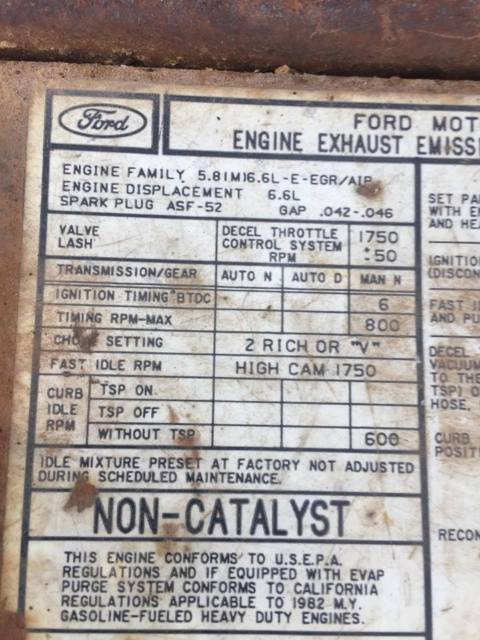 Ford
FORD MOT
ENGINE EXHAUST EMISSI
ENGINE FAMILY 5.8IM16.6L-E-EGR/AIP
ENGINE DISPLACEMENT 6.6L
SPARK PLUG ASF-52 GAP .042-.046
VALVE LASH
DECEL THROTTLE CONTROL SYSTEM RPM
1750 ±50
TRANSMISSION/GEAR AUTO N AUTO D MAN N
IGNITION TIMING °BTDC 6
TIMING RPM-MAX 800
CHOKE SETTING 2 RICH OR "V"
FAST IDLE RPM HIGH CAM 1750
CURB IDLE RPM
TSP ON
TSP OFF
WITHOUT TSP 600
IDLE MIXTURE PRESET AT FACTORY NOT ADJUSTED
DURING SCHEDULED MAINTENANCE.
NON-CATALYST
THIS ENGINE CONFORMS TO U.S.E.P.A.
REGULATIONS AND IF EQUIPPED WITH EVAP
PURGE SYSTEM CONFORMS TO CALIFORNIA
REGULATIONS APPLICABLE TO 1982 M.Y.
GASOLINE-FUELED HEAVY DUTY ENGINES.
SET PA
WITH E
AND HEA
IGNITIO
(DISCON
FAST I
AND PU
DECEL
VACUUM
TO THE
TSP) O
HOSE.
CURB
POSITI
RECON